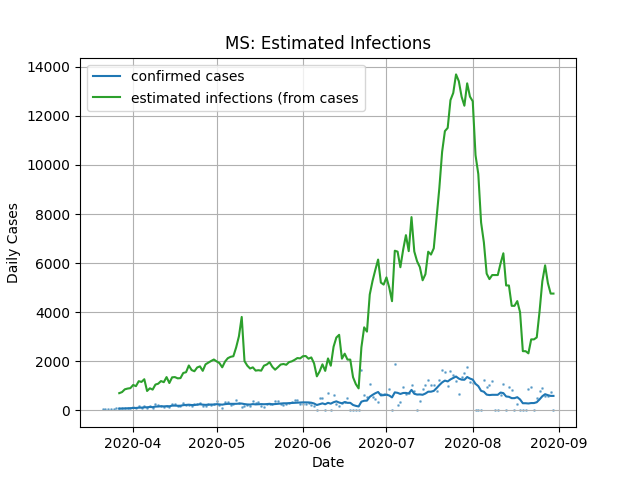 MS: Estimated Infections
confirmed cases
estimated infections (from cases
Daily Cases
14000
12000
10000
8000
6000
4000
2000
0
2020-04 2020-05 2020-06 2020-07 2020-08 2020-09
Date